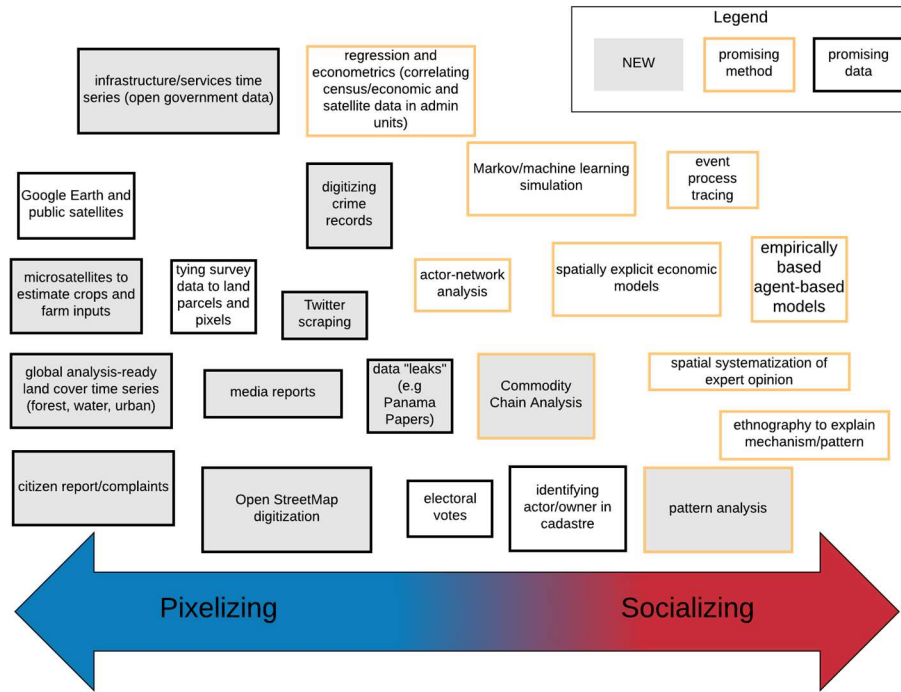 Legend
NEW
promising
method
promising
data
infrastructure/services time
series (open government data)
regression and
econometrics (correlating
census/economic and
satellite data in admin
units)
Google Earth and
public satellites
digitizing
crime
records
Markov/machine learning
simulation
event
process
tracing
microsatellites to
estimate crops and
farm inputs
tying survey
data to land
parcels and
pixels
Twitter
scraping
actor-network
analysis
spatially explicit economic
models
empirically
based
agent-based
models
global analysis-ready
land cover time series
(forest, water, urban)
media reports
data "leaks"
(e.g
Panama
Papers)
Commodity
Chain Analysis
spatial systematization of
expert opinion
ethnography to explain
mechanism/pattern
citizen report/complaints
Open StreetMap
digitization
electoral
votes
identifying
actor/owner in
cadastre
pattern analysis
Pixelizing
Socializing